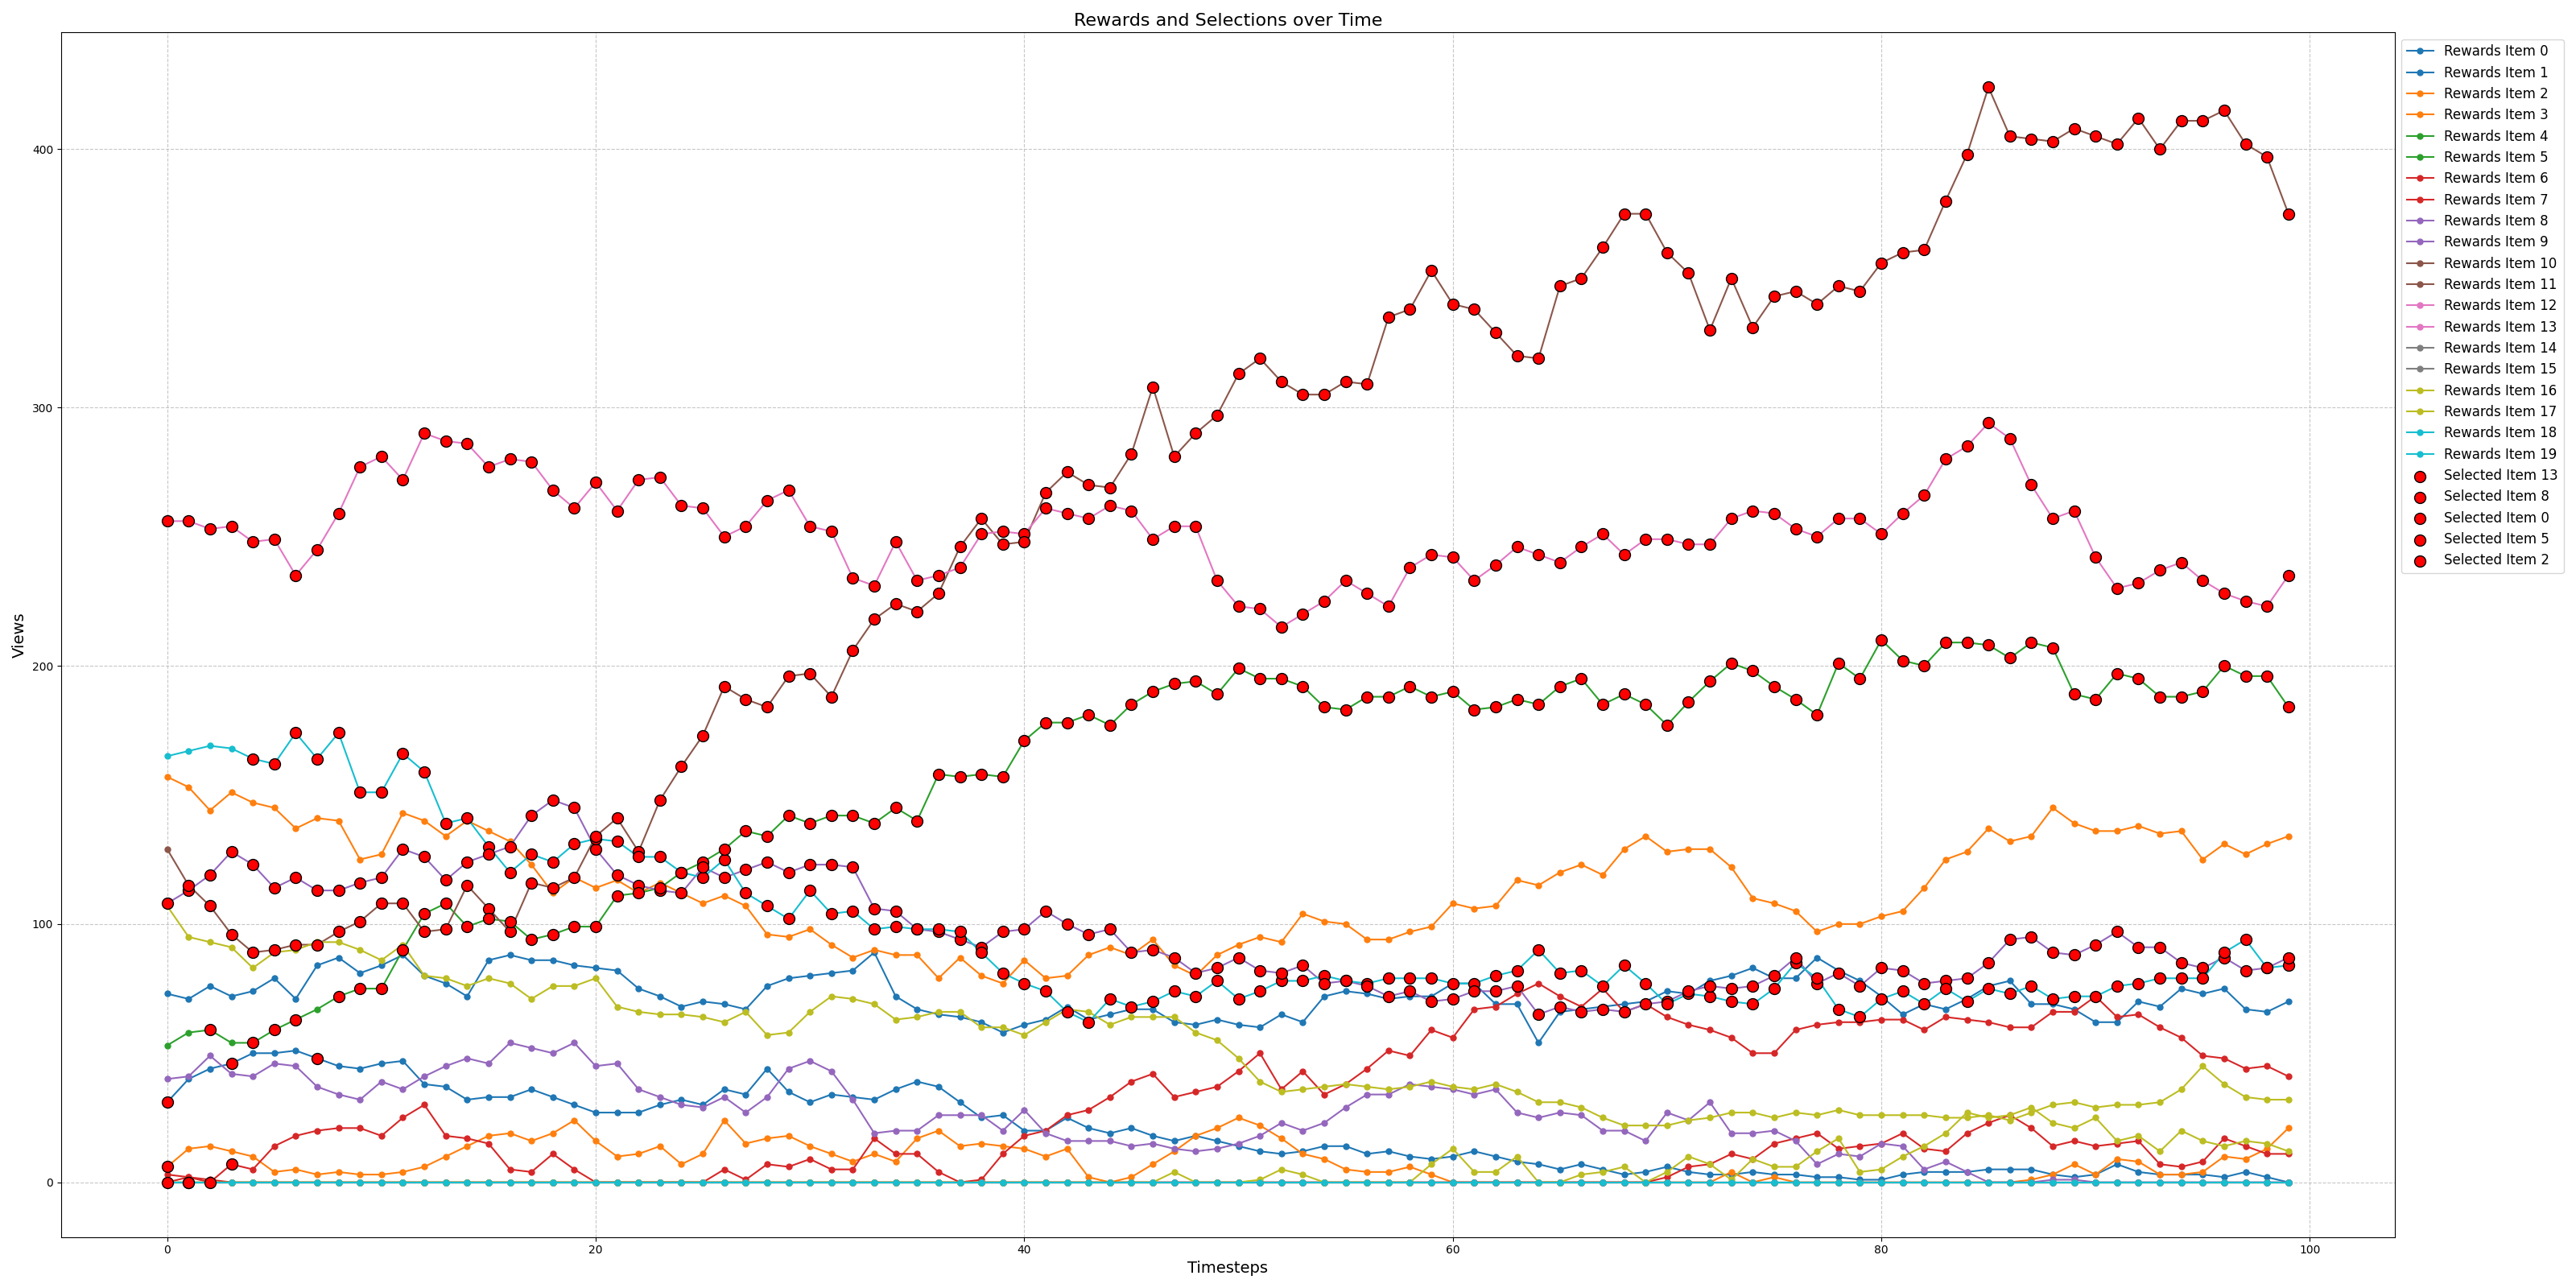 Rewards and Selections over Time
Views
400
300
200
100
0
0
20
40
60
80
100
Timesteps
Rewards Item 0
Rewards Item 1
Rewards Item 2
Rewards Item 3
Rewards Item 4
Rewards Item 5
Rewards Item 6
Rewards Item 7
Rewards Item 8
Rewards Item 9
Rewards Item 10
Rewards Item 11
Rewards Item 12
Rewards Item 13
Rewards Item 14
Rewards Item 15
Rewards Item 16
Rewards Item 17
Rewards Item 18
Rewards Item 19
Selected Item 13
Selected Item 8
Selected Item 0
Selected Item 5
Selected Item 2